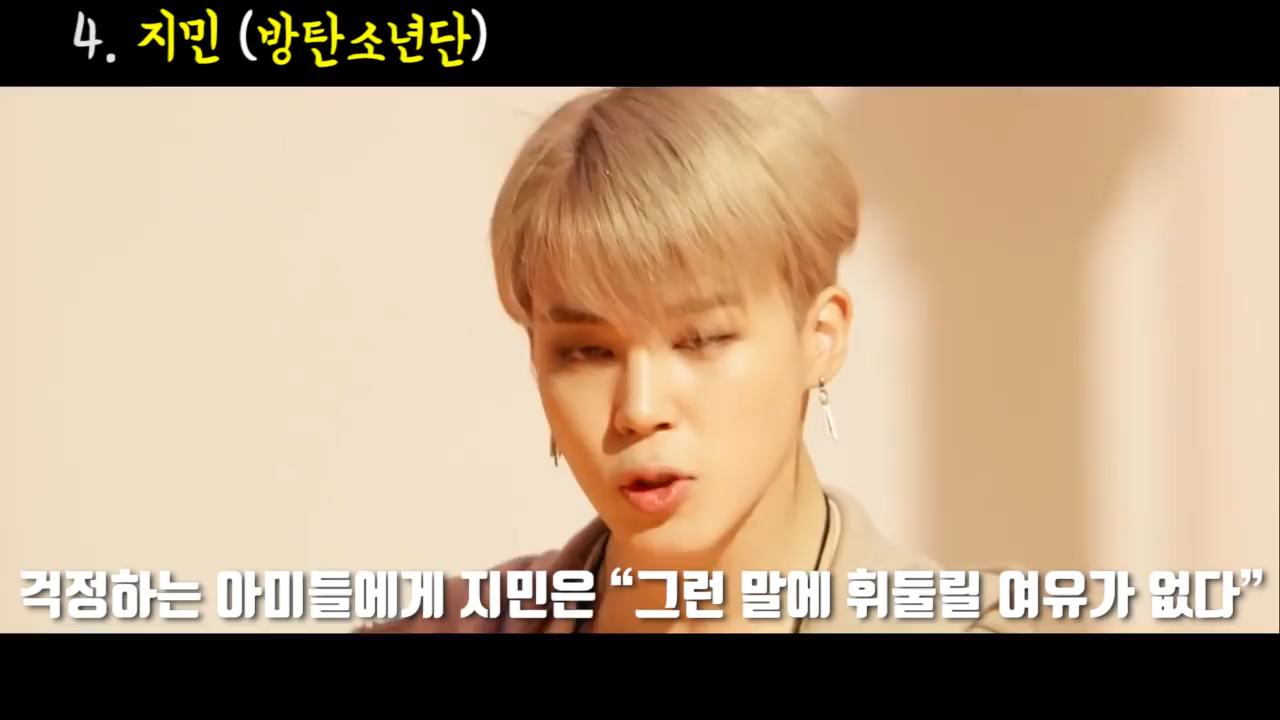 4. 지민 (방탄소년단)
걱정하는 아미들에게 지민은 “그런 말에 휘둘릴 여유가 없다”